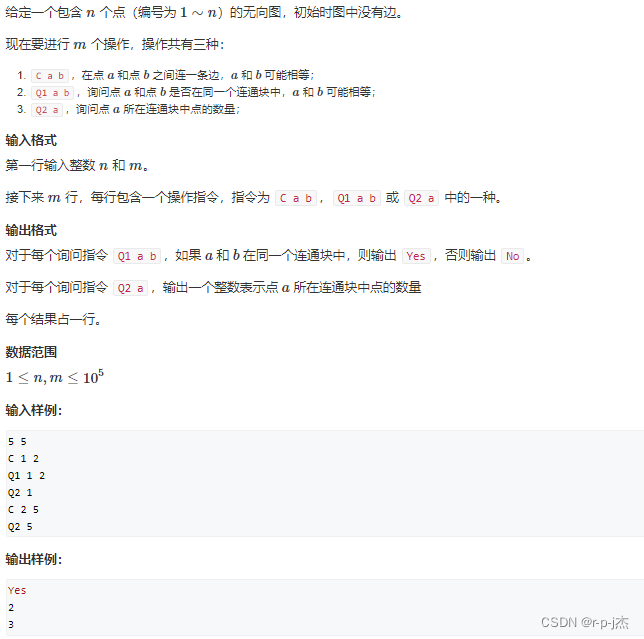 给定一个包含 n 个点（编号为 1 ~ n）的无向图，初始时图中没有边。
现在要进行 m 个操作，操作共有三种：
1. C a b ，在点 a 和点 b 之间连一条边，a 和 b 可能相等；
2. Q1 a b ，询问点 a 和点 b 是否在同一个连通块中，a 和 b 可能相等；
3. Q2 a ，询问点 a 所在连通块中点的数量；
输入格式
第一行输入整数 n 和 m。
接下来 m 行，每行包含一个操作指令，指令为 C a b ， Q1 a b 或 Q2 a 中的一种。
输出格式
对于每个询问指令 Q1 a b ，如果 a 和 b 在同一个连通块中，则输出 Yes ，否则输出 No 。
对于每个询问指令 Q2 a ，输出一个整数表示点 a 所在连通块中点的数量
每个结果占一行。
数据范围
1 ≤ n, m ≤ 10⁵
输入样例：
5 5
C 1 2
Q1 1 2
Q2 1
C 2 5
Q2 5
输出样例：
Yes
2
3
CSDN @r-p-j杰